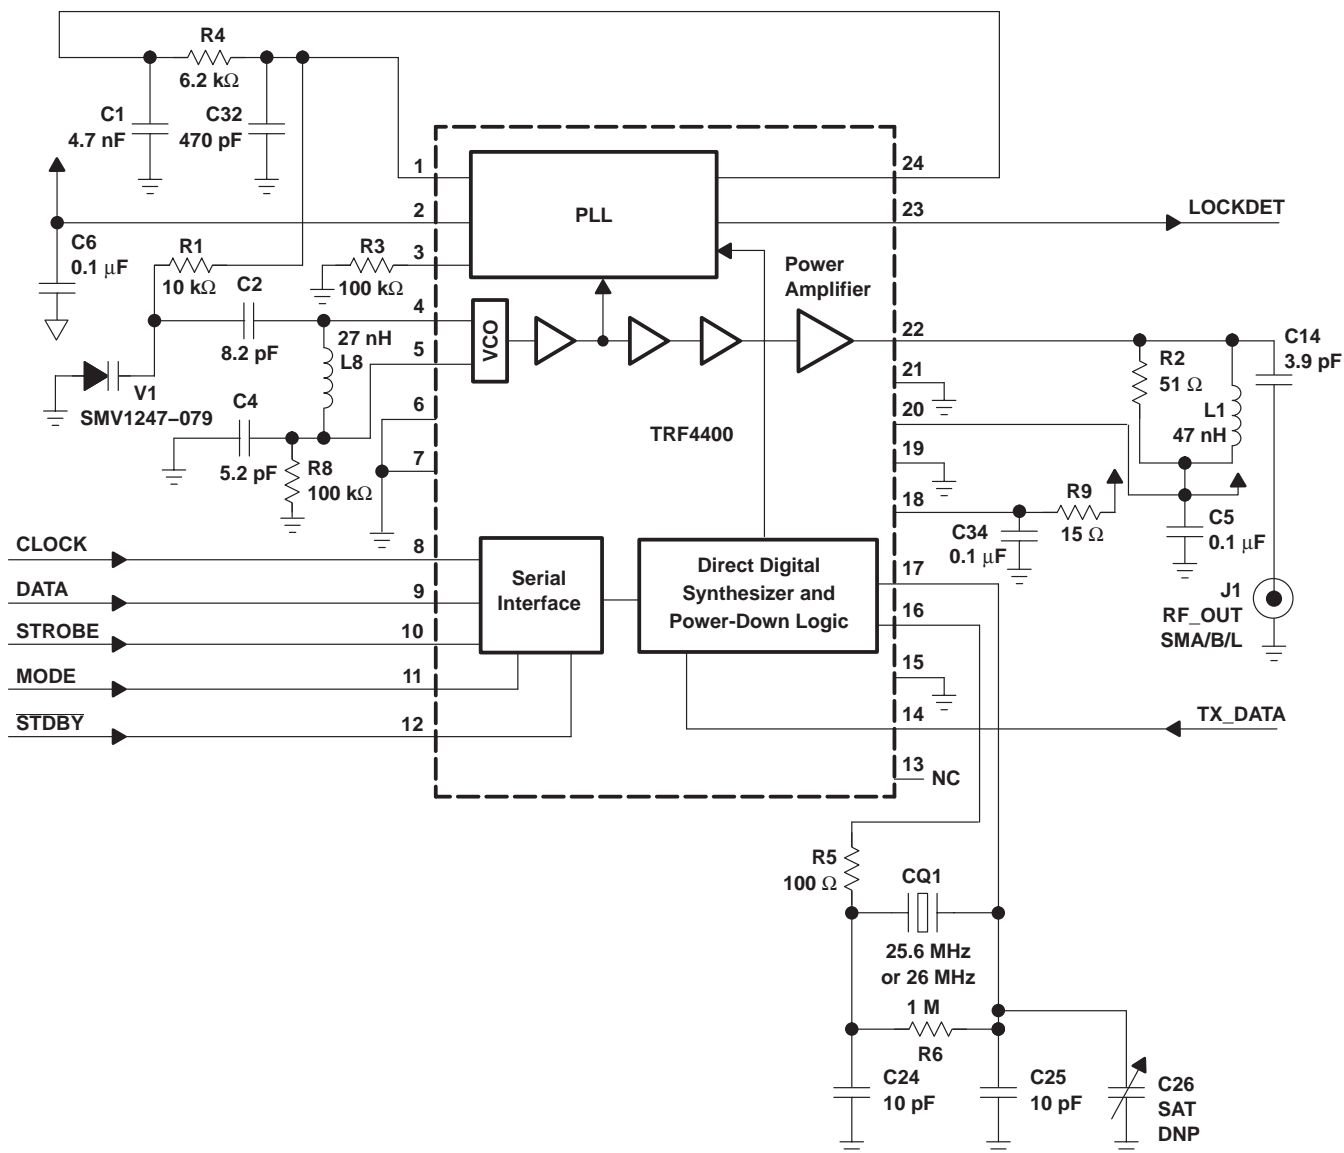 R4
6.2 kΩ
C1
4.7 nF
C32
470 pF
1
24
2
PLL
23
LOCKDET
C6
0.1 μF
R1
10 kΩ
3
R3
100 kΩ
C2
8.2 pF
4
27 nH
L8
5
VCO
Power
Amplifier
22
C14
3.9 pF
R2
51 Ω
21
V1
SMV1247–079
C4
5.2 pF
6
20
L1
47 nH
TRF4400
R8
100 kΩ
7
19
18
R9
15 Ω
C34
0.1 μF
C5
0.1 μF
CLOCK
8
Serial
Interface
Direct Digital
Synthesizer and
Power-Down Logic
17
J1
RF_OUT
SMA/B/L
DATA
9
16
STROBE
10
15
MODE
11
14
TX_DATA
STDBY
12
13
NC
R5
100 Ω
CQ1
25.6 MHz
or 26 MHz
1 M
R6
C24
10 pF
C25
10 pF
C26
SAT
DNP